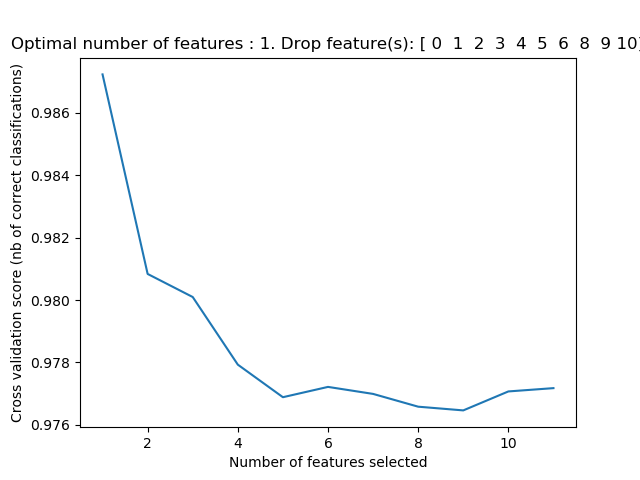 Optimal number of features : 1. Drop feature(s): [ 0 1 2 3 4 5 6 8 9 10]
Cross validation score (nb of correct classifications)
0.986
0.984
0.982
0.980
0.978
0.976
2 4 6 8 10
Number of features selected